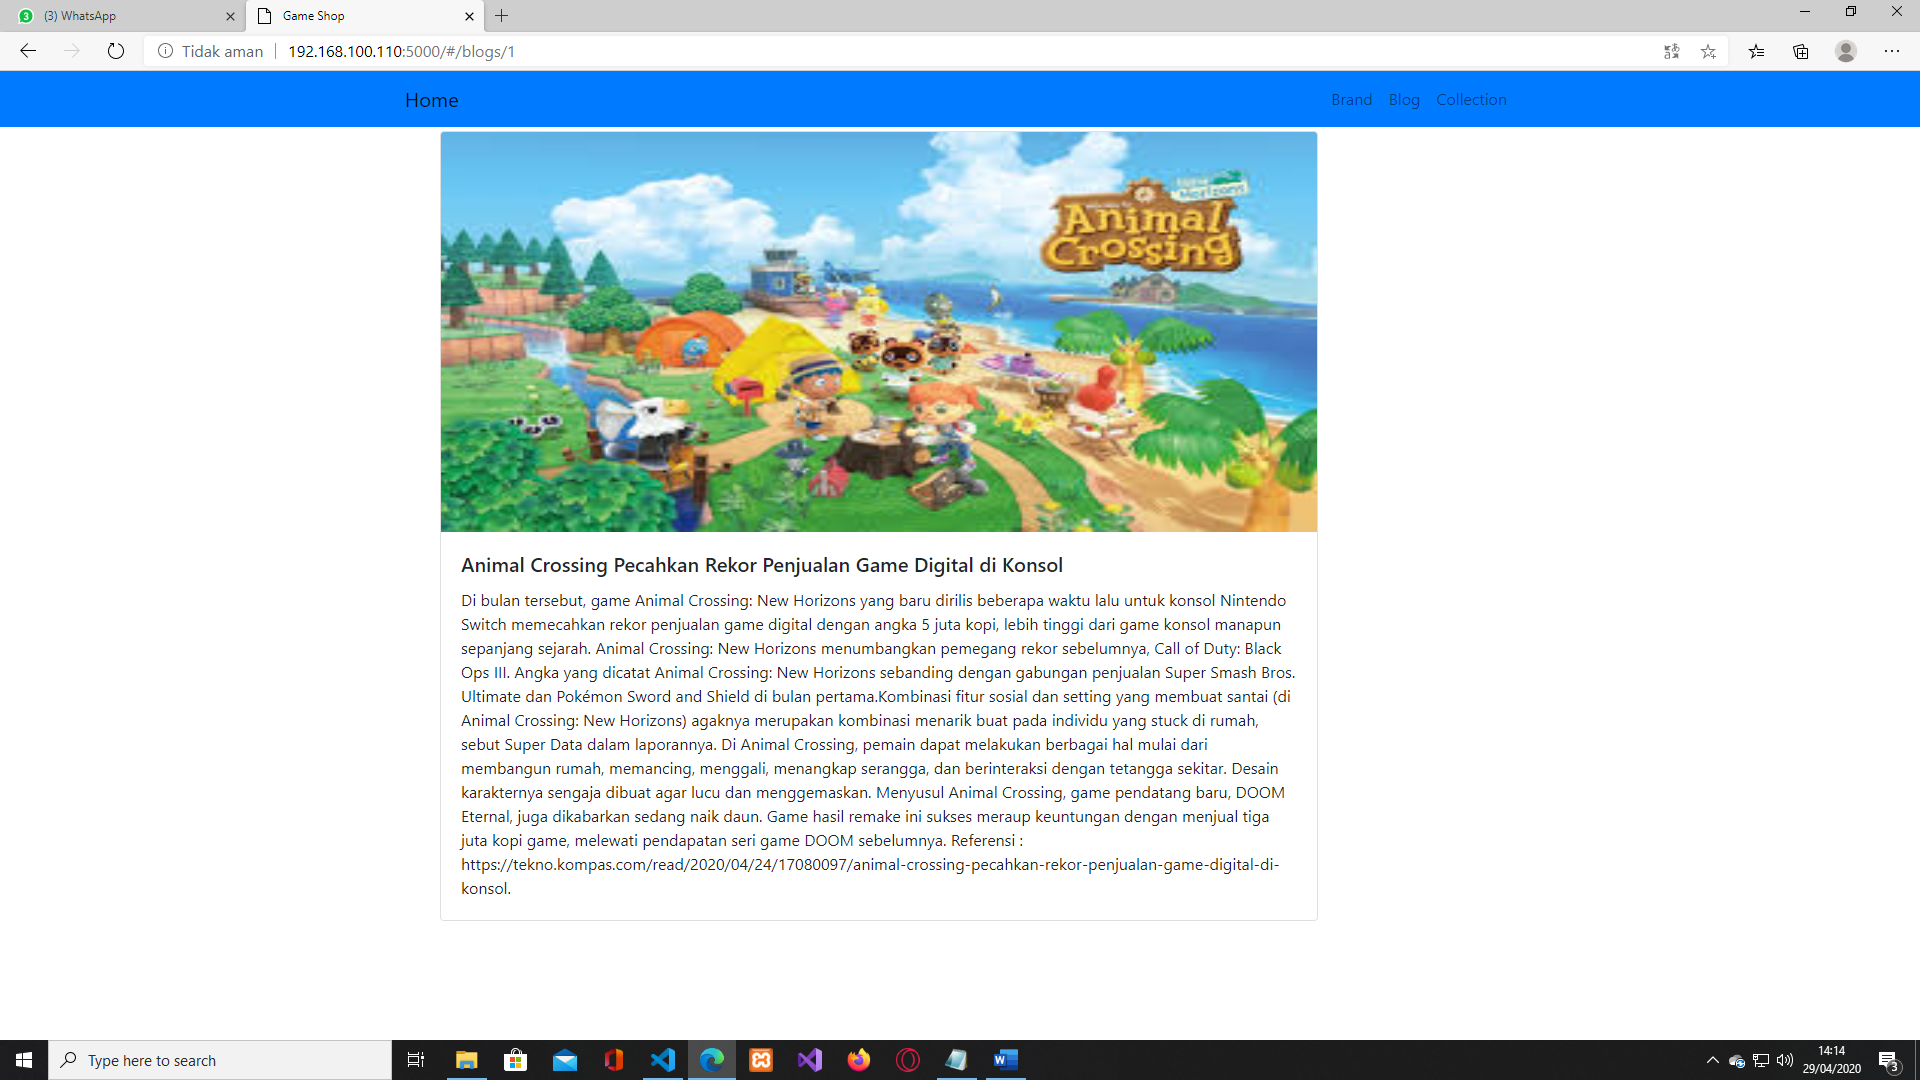 (3) WhatsApp
Game Shop
Tidak aman
192.168.100.110:5000/#/blogs/1
Home
Brand Blog Collection
New
Horizons
Animal
Crossing
Animal Crossing Pecahkan Rekor Penjualan Game Digital di Konsol
Di bulan tersebut, game Animal Crossing: New Horizons yang baru dirilis beberapa waktu lalu untuk konsol Nintendo
Switch memecahkan rekor penjualan game digital dengan angka 5 juta kopi, lebih tinggi dari game konsol manapun
sepanjang sejarah. Animal Crossing: New Horizons menumbangkan pemegang rekor sebelumnya, Call of Duty: Black
Ops III. Angka yang dicatat Animal Crossing: New Horizons sebanding dengan gabungan penjualan Super Smash Bros.
Ultimate dan Pokémon Sword and Shield di bulan pertama.Kombinasi fitur sosial dan setting yang membuat santai (di
Animal Crossing: New Horizons) agaknya merupakan kombinasi menarik buat pada individu yang stuck di rumah,
sebut Super Data dalam laporannya. Di Animal Crossing, pemain dapat melakukan berbagai hal mulai dari
membangun rumah, memancing, menggali, menangkap serangga, dan berinteraksi dengan tetangga sekitar. Desain
karakternya sengaja dibuat agar lucu dan menggemaskan. Menyusul Animal Crossing, game pendatang baru, DOOM
Eternal, juga dikabarkan sedang naik daun. Game hasil remake ini sukses meraup keuntungan dengan menjual tiga
juta kopi game, melewati pendapatan seri game DOOM sebelumnya. Referensi :
https://tekno.kompas.com/read/2020/04/24/17080097/animal-crossing-pecahkan-rekor-penjualan-game-digital-di-
konsol.
Type here to search
14:14
29/04/2020
3